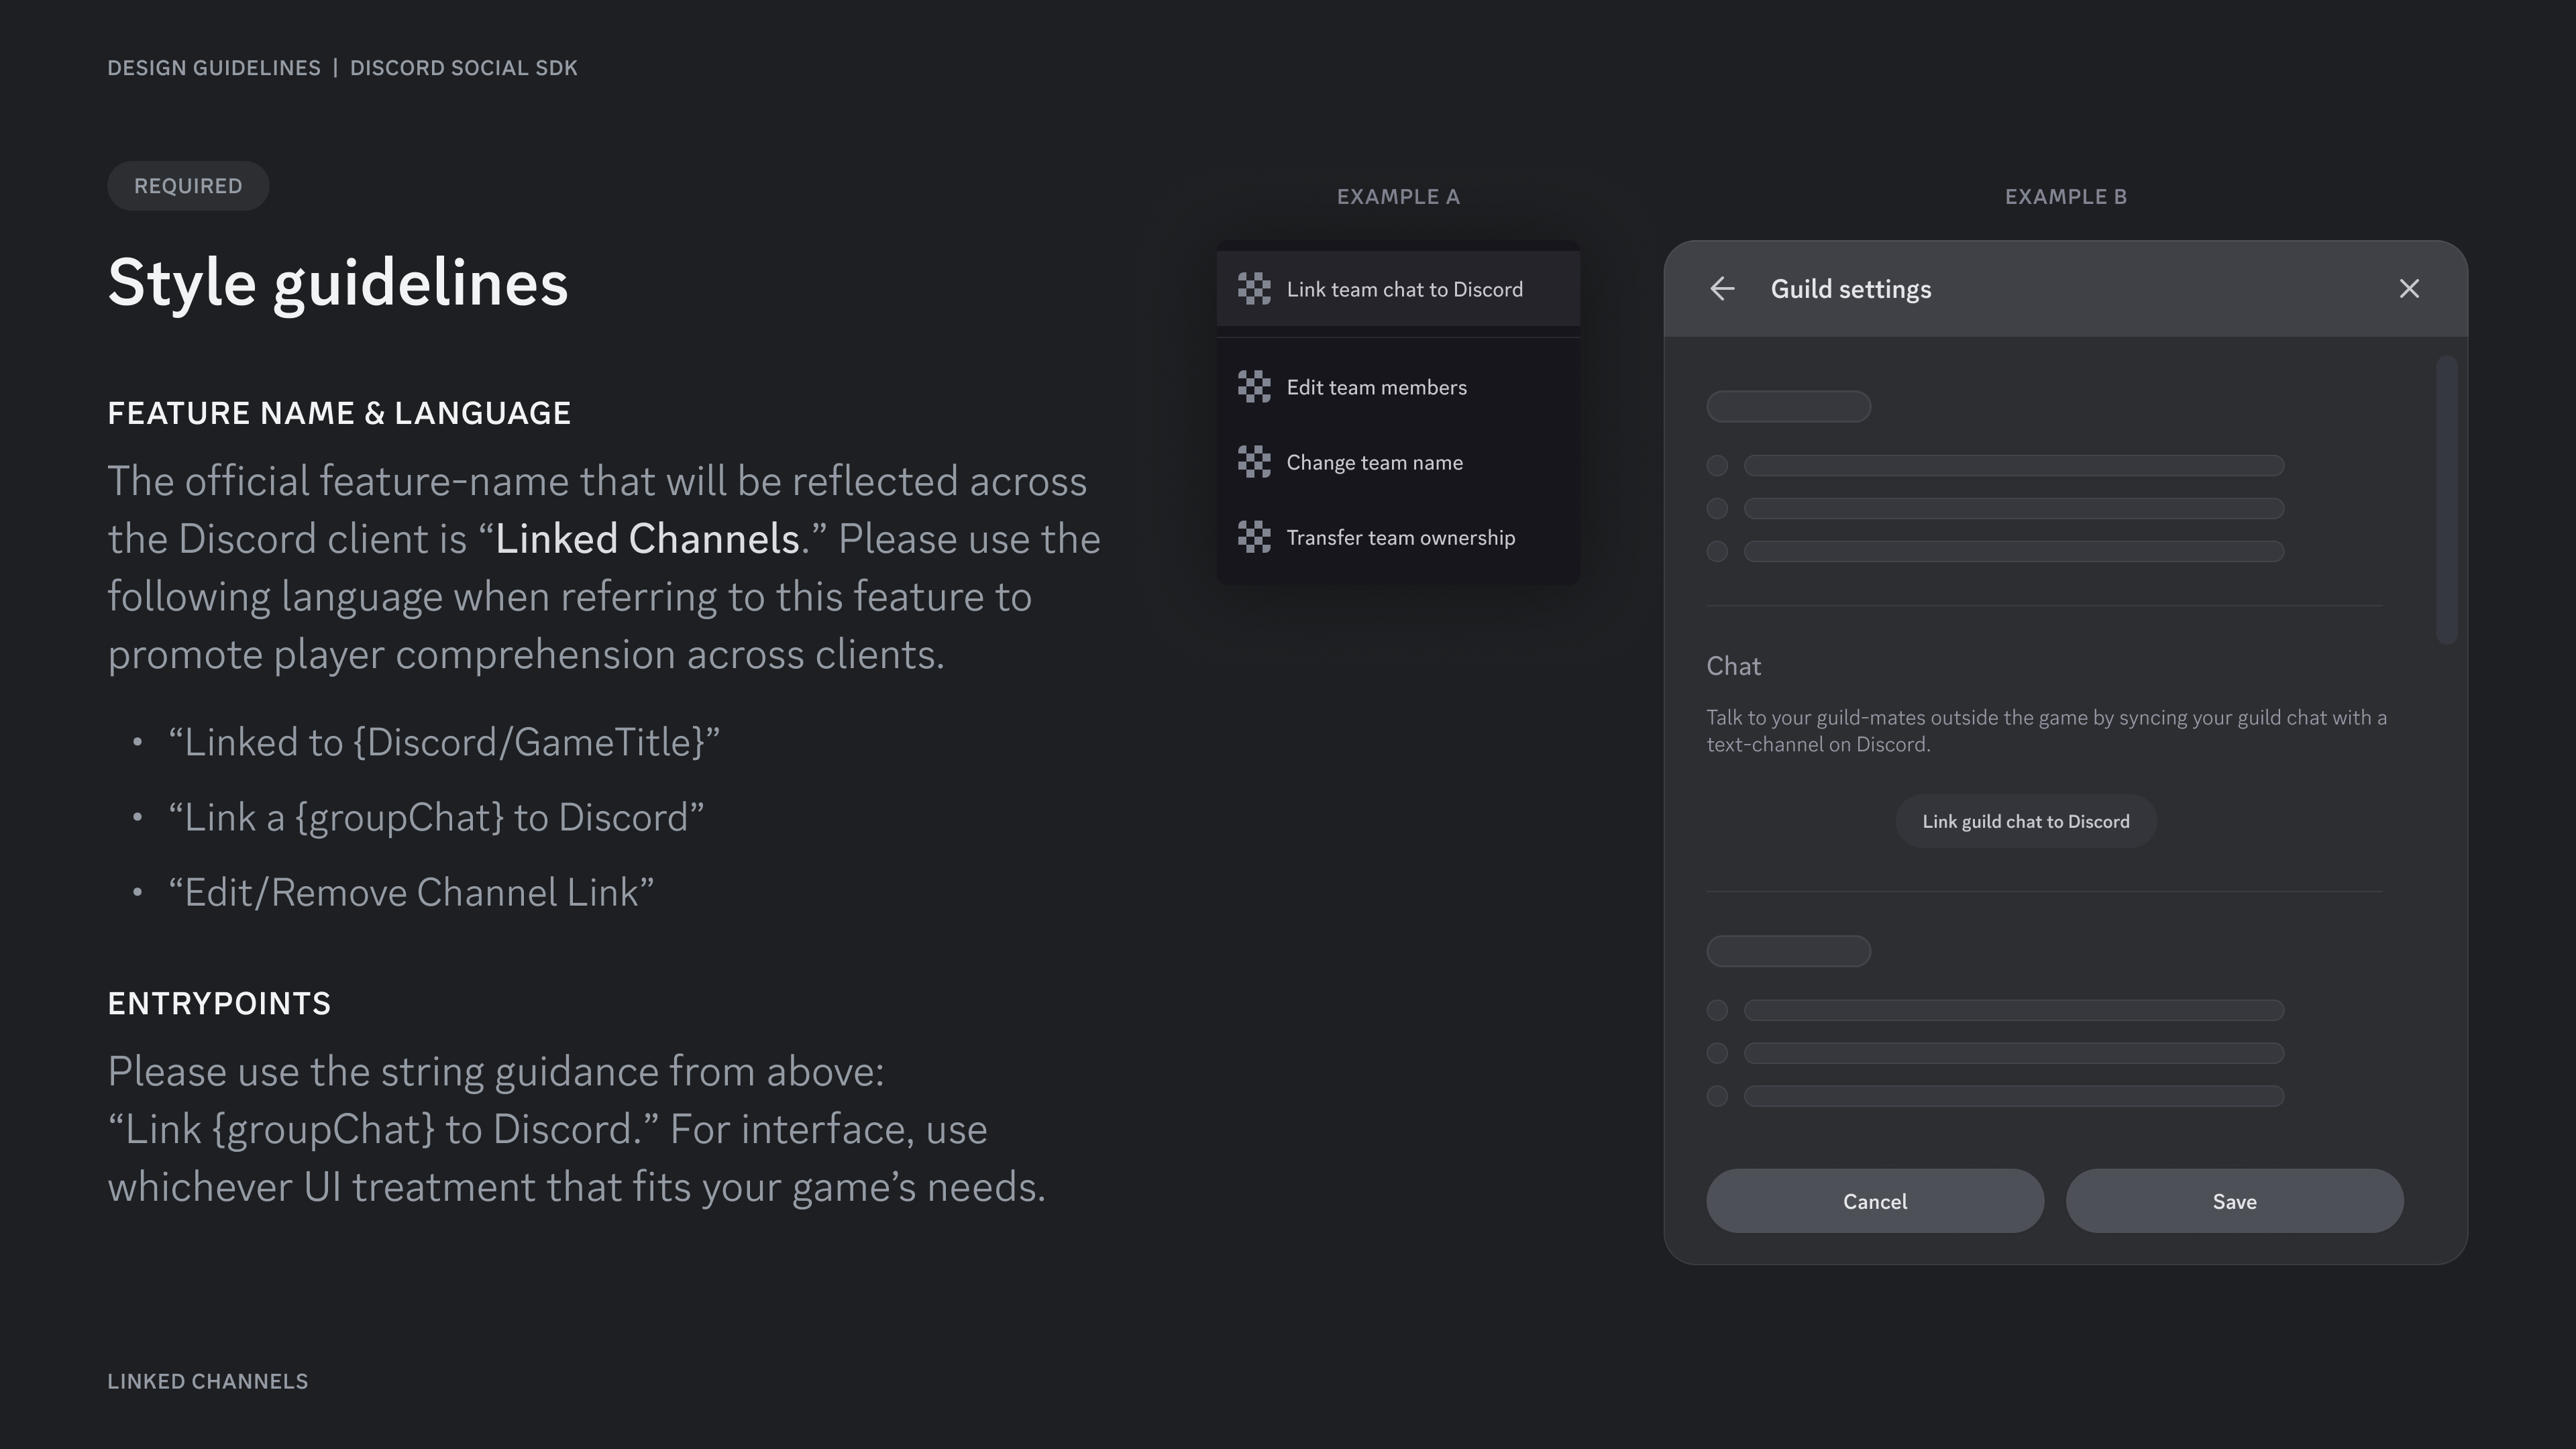 DESIGN GUIDELINES | DISCORD SOCIAL SDK
REQUIRED
Style guidelines
FEATURE NAME & LANGUAGE
The official feature-name that will be reflected across
the Discord client is “Linked Channels.” Please use the
following language when referring to this feature to
promote player comprehension across clients.
• “Linked to {Discord/GameTitle}”
• “Link a {groupChat} to Discord”
• “Edit/Remove Channel Link”
ENTRYPOINTS
Please use the string guidance from above:
“Link {groupChat} to Discord.” For interface, use
whichever UI treatment that fits your game’s needs.
EXAMPLE A
Link team chat to Discord
Edit team members
Change team name
Transfer team ownership
EXAMPLE B
Guild settings
Chat
Talk to your guild-mates outside the game by syncing your guild chat with a
text-channel on Discord.
Link guild chat to Discord
Cancel
Save
LINKED CHANNELS